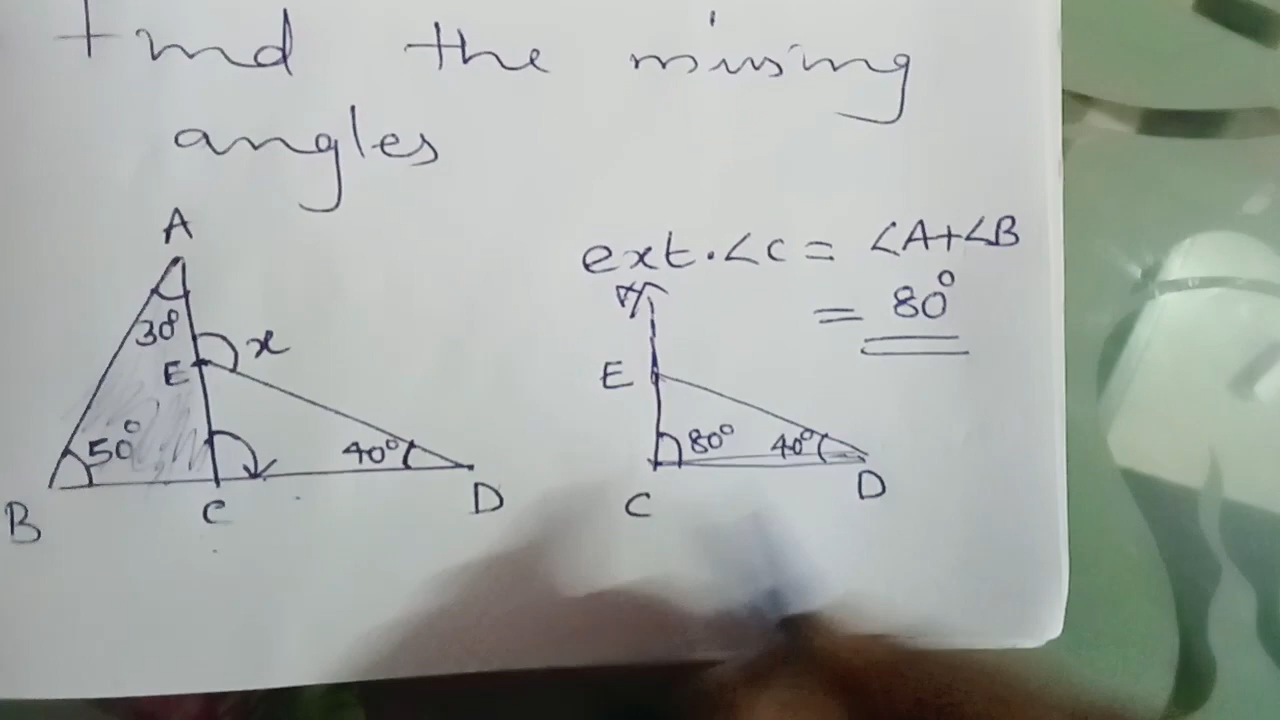 Find the missing
angles
A
30°
E
x
50°
40°
B
C
D
ext.∠C = ∠A+∠B
= 80°
E
80°
40°
C
D